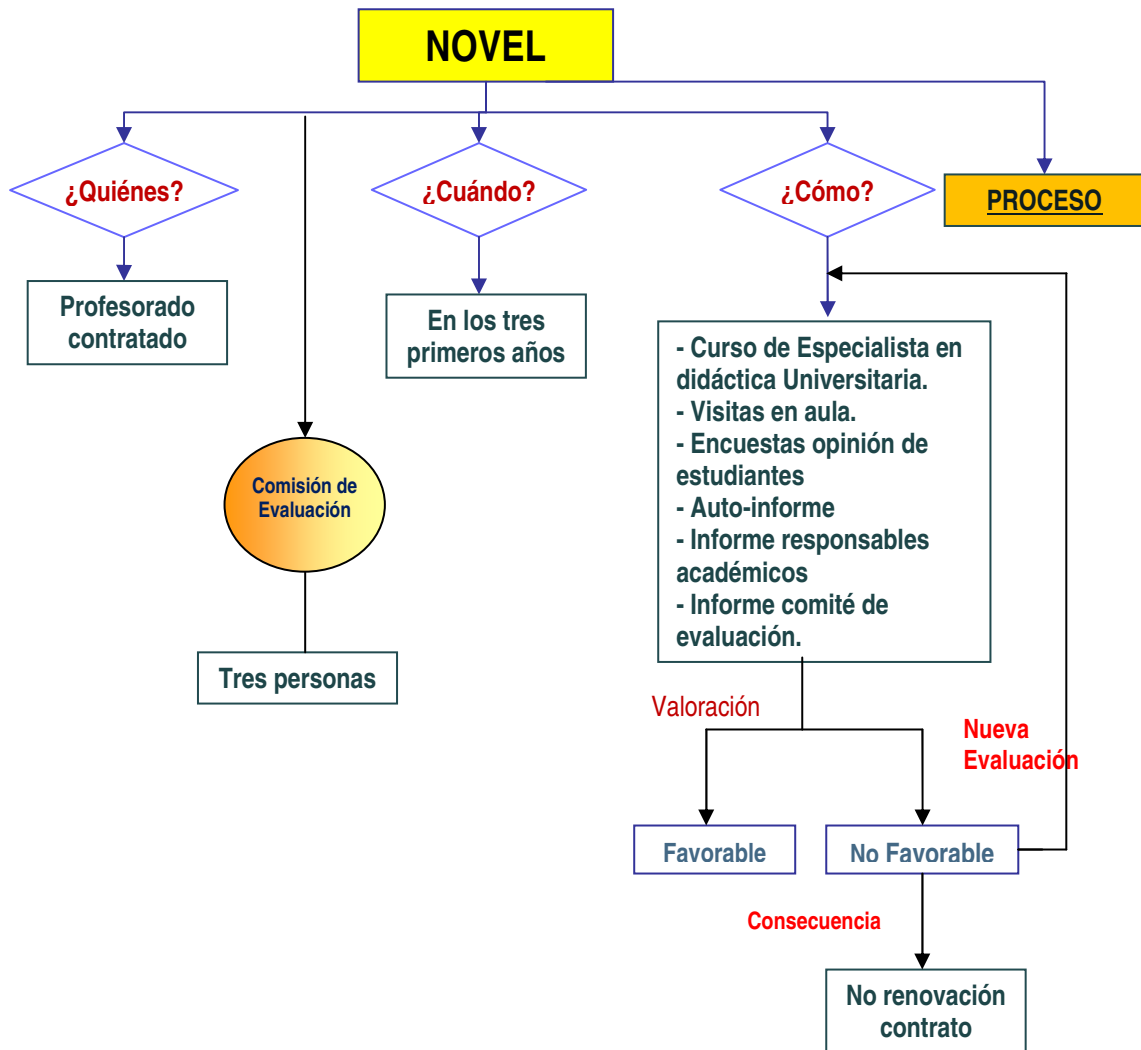 NOVEL
¿Quiénes?
¿Cuándo?
¿Cómo?
PROCESO
Profesorado
contratado
En los tres
primeros años
- Curso de Especialista en
didáctica Universitaria.
- Visitas en aula.
- Encuestas opinión de
estudiantes
- Auto-informe
- Informe responsables
académicos
- Informe comité de
evaluación.
Comisión de
Evaluación
Tres personas
Valoración
Nueva
Evaluación
Favorable
No Favorable
Consecuencia
No renovación
contrato